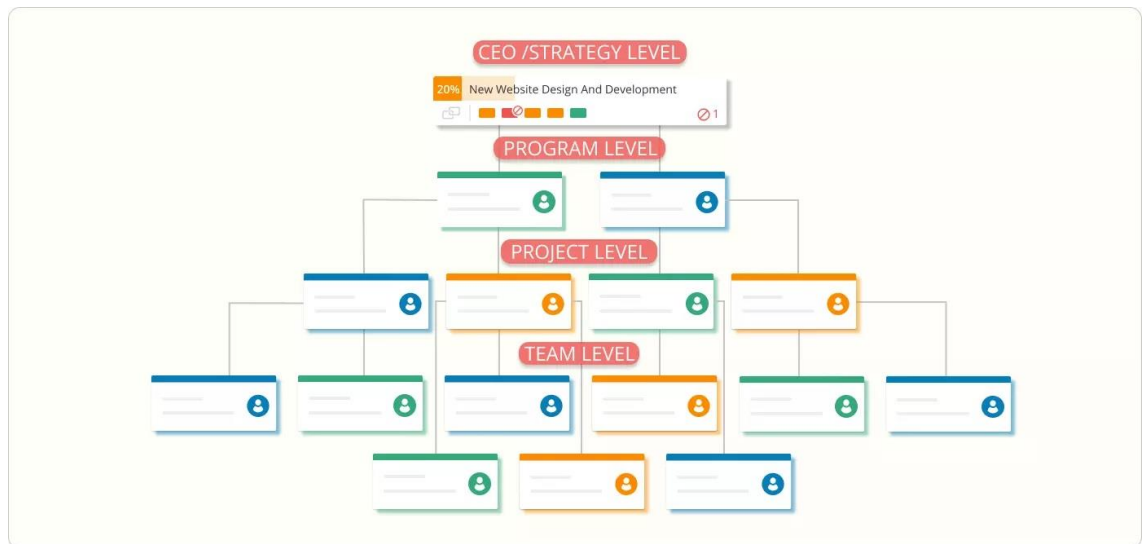 CEO /STRATEGY LEVEL
20% New Website Design And Development
1
PROGRAM LEVEL
PROJECT LEVEL
TEAM LEVEL